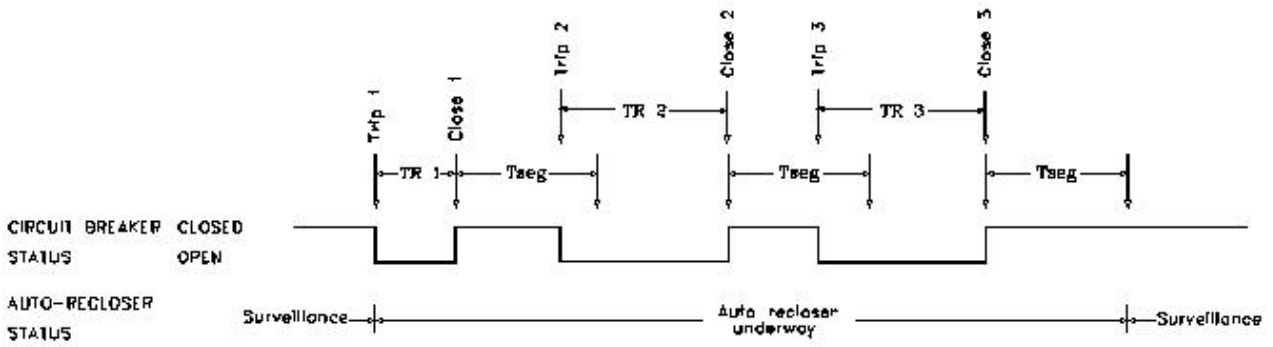 Trip 1
Close 1
Trip 2
Close 2
Trip 3
Close 3
TR 2
TR 3
TR 1
Tseg
Tseg
Tseg
CIRCUIT BREAKER CLOSED
STATUS OPEN
AUTO-RECLOSER
STATUS
Surveillance
Auto recloser
underway
Surveillance